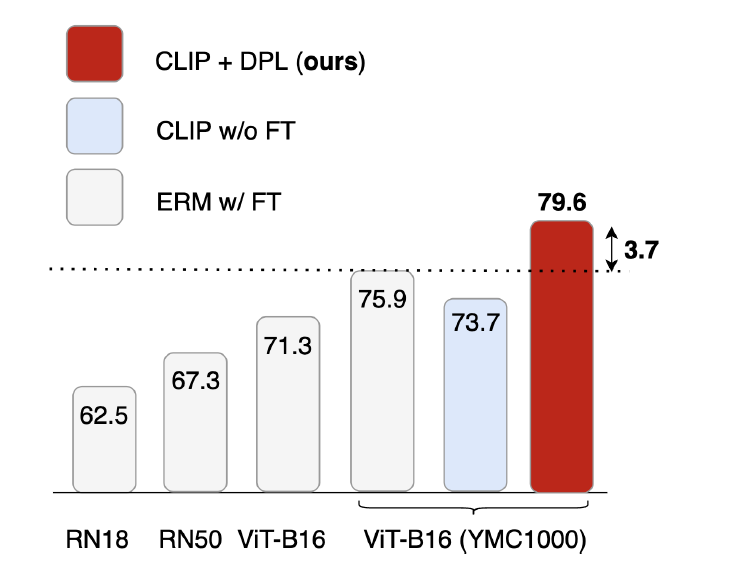 CLIP + DPL (ours)
CLIP w/o FT
ERM w/ FT
79.6
3.7
75.9
73.7
71.3
67.3
62.5
RN18 RN50 ViT-B16 ViT-B16 (YMC1000)